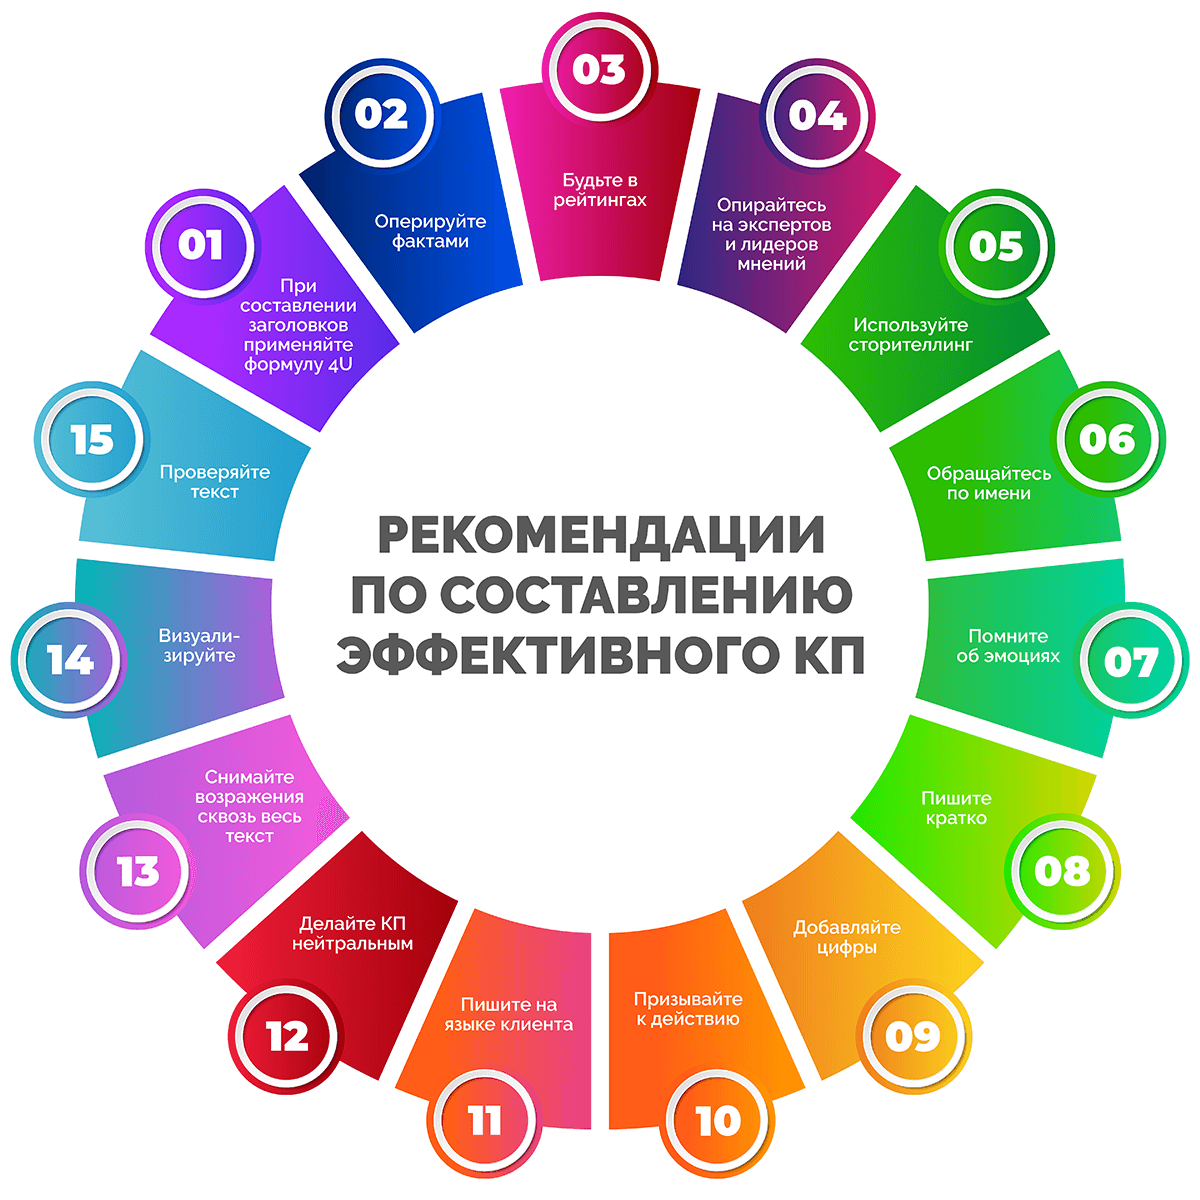 РЕКОМЕНДАЦИИ
ПО СОСТАВЛЕНИЮ
ЭФФЕКТИВНОГО КП
01
При
составлении
заголовков
применяйте
формулу 4U
02
Оперируйте
фактами
03
Будьте в
рейтингах
04
Опирайтесь
на экспертов
и лидеров
мнений
05
Используйте
сторителлинг
06
Обращайтесь
по имени
07
Помните
об эмоциях
08
Пишите
кратко
09
Добавляйте
цифры
10
Призывайте
к действию
11
Пишите на
языке клиента
12
Делайте КП
нейтральным
13
Снимайте
возражения
сквозь весь
текст
14
Визуали-
зируйте
15
Проверяйте
текст